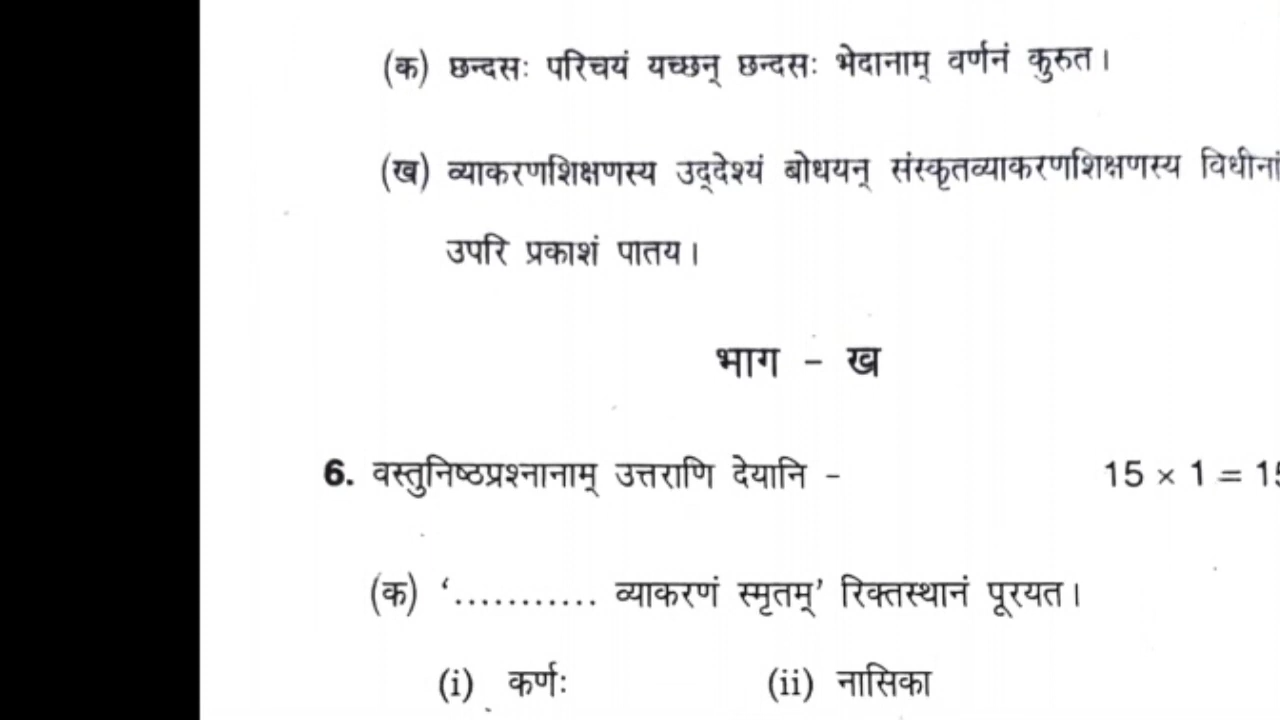 (क) छन्दसः परिचयं यच्छन् छन्दसः भेदानाम् वर्णनं कुरुत।
(ख) व्याकरणशिक्षणस्य उद्देश्यं बोधयन् संस्कृतव्याकरणशिक्षणस्य विधीनां
उपरि प्रकाशं पातय।
भाग - ख
6. वस्तुनिष्ठप्रश्नानाम् उत्तराणि देयानि - 15 × 1 = 15
(क) ‘........... व्याकरणं स्मृतम्’ रिक्तस्थानं पूरयत।
(i) कर्णः (ii) नासिका